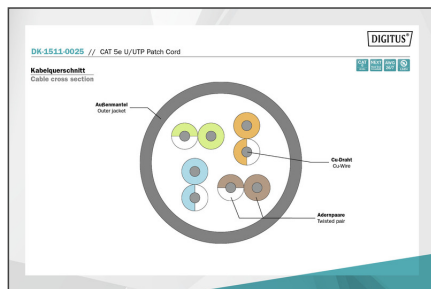 DIGITUS®
DK-1511-0025 // CAT 5e U/UTP Patch Cord
Kabelquerschnitt
Cable cross section
Außenmantel
Outer jacket
Cu-Draht
Cu-Wire
Adernpaare
Twisted pair